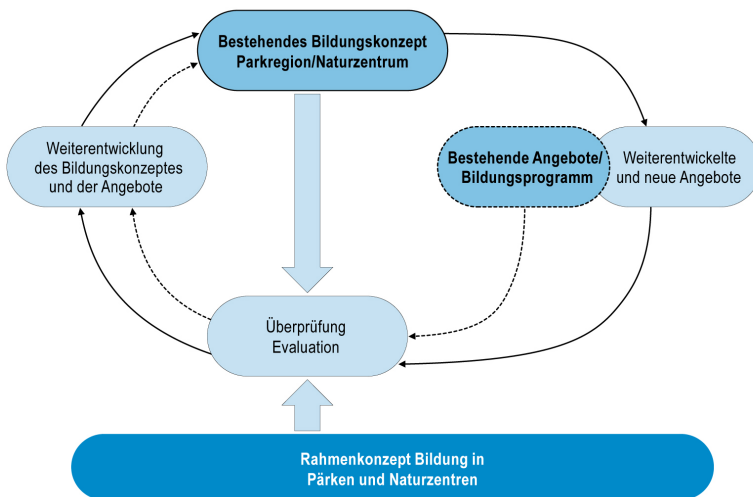 Bestehendes Bildungskonzept
Parkregion/Naturzentrum
Weiterentwicklung
des Bildungskonzeptes
und der Angebote
Bestehende Angebote/
Bildungsprogramm
Weiterentwickelte
und neue Angebote
Überprüfung
Evaluation
Rahmenkonzept Bildung in
Pärken und Naturzentren